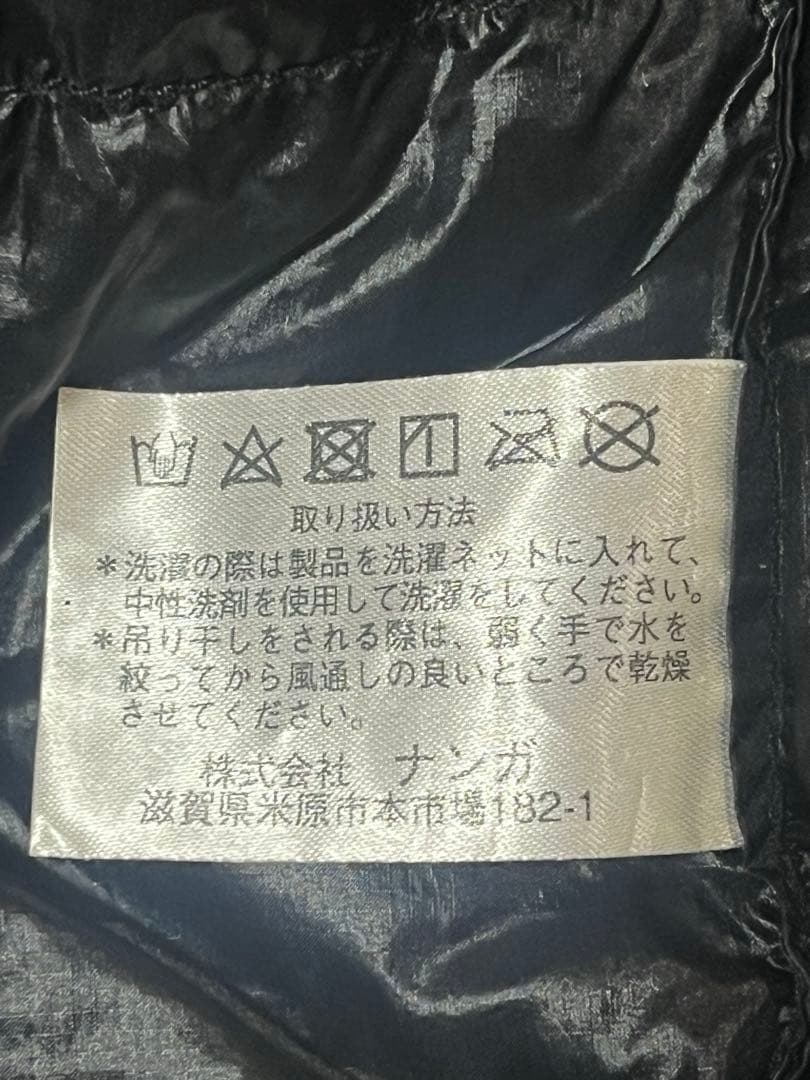 取り扱い方法
*洗濯の際は製品を洗濯ネットに入れて、
中性洗剤を使用して洗濯をしてください。
*吊り干しをされる際は、弱く手で水を
絞ってから風通しの良いところで乾燥
させてください。
株式会社 ナンガ
滋賀県米原市本市場182-1